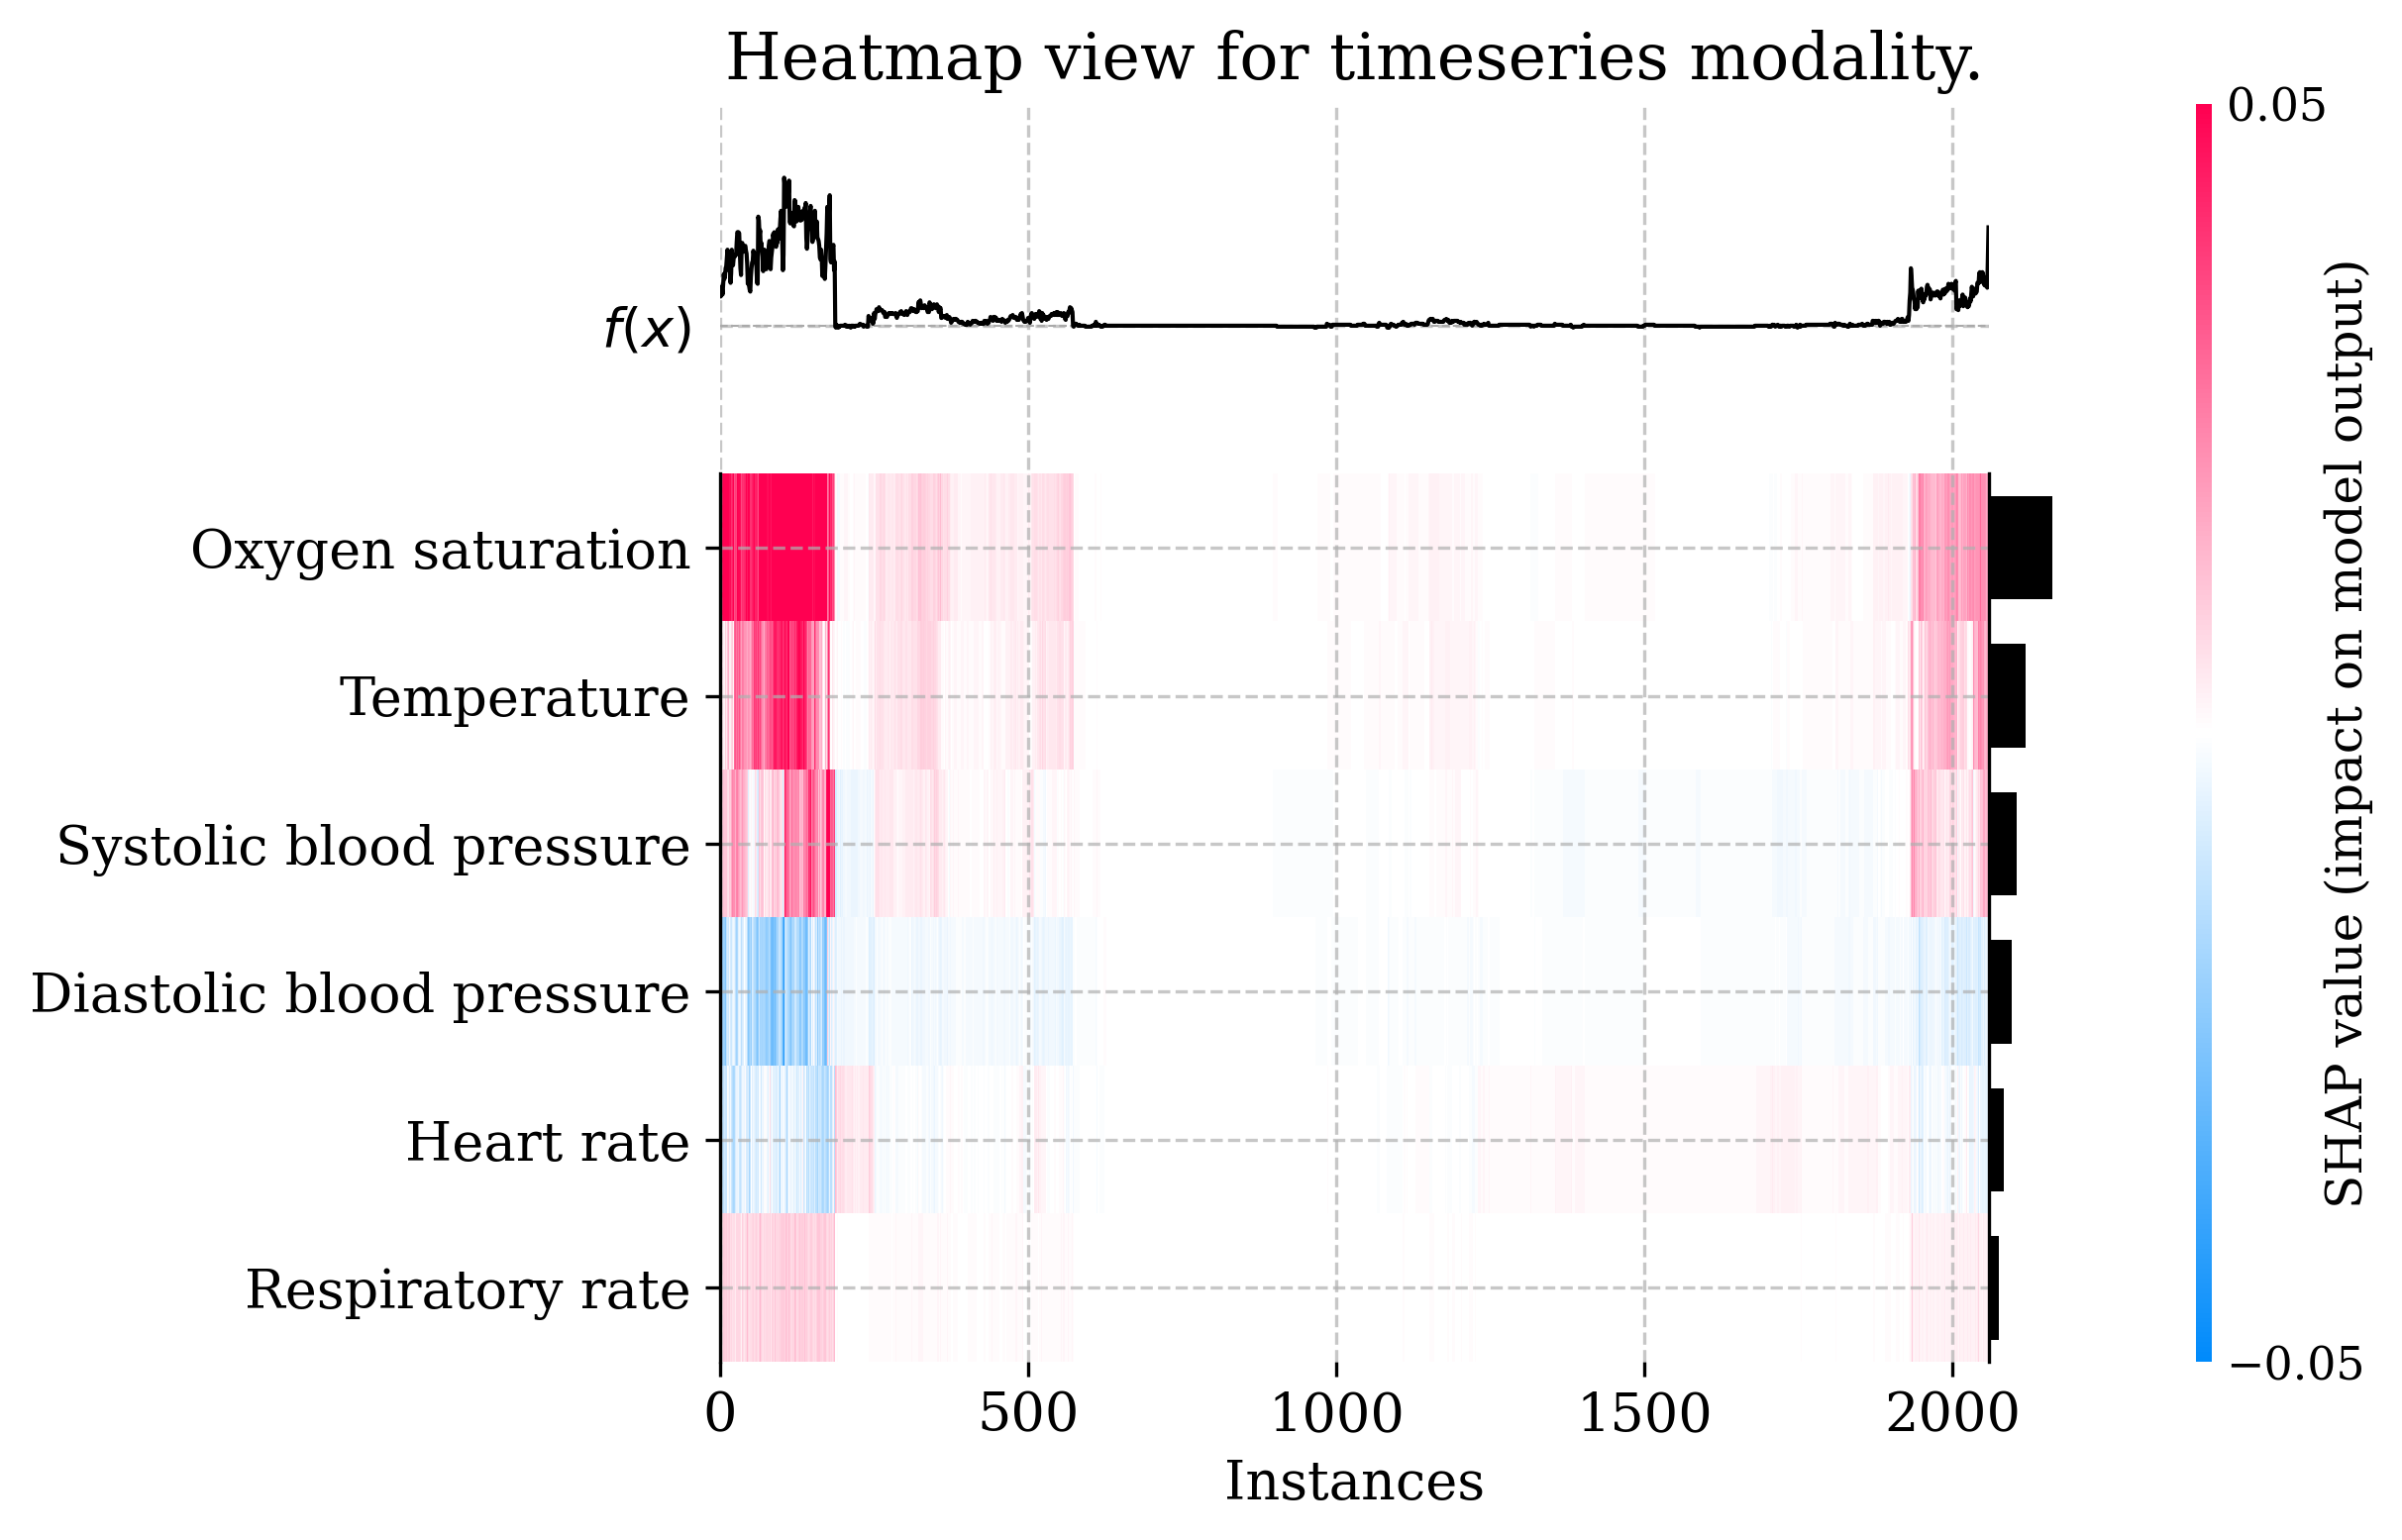 Heatmap view for timeseries modality.
0.05
f(x)
Oxygen saturation
Temperature
Systolic blood pressure
Diastolic blood pressure
Heart rate
Respiratory rate
SHAP value (impact on model output)
−0.05
0 500 1000 1500 2000
Instances